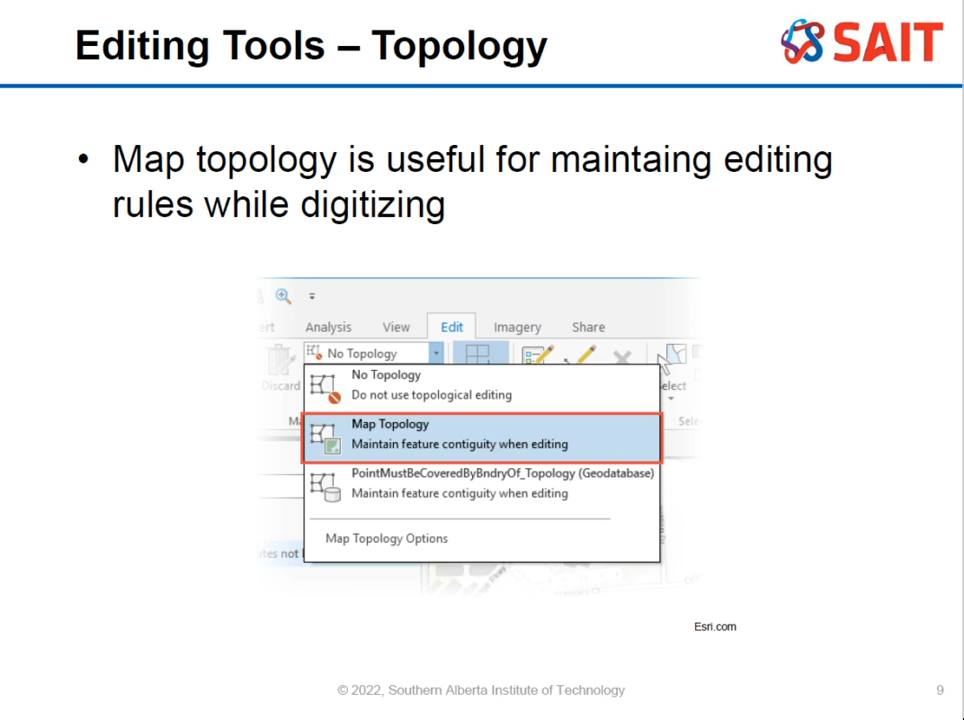 Editing Tools – Topology
SAIT
• Map topology is useful for maintaing editing
rules while digitizing
Analysis View Edit Imagery Share
No Topology
Discard
No Topology
Do not use topological editing
Map Topology
Maintain feature contiguity when editing
PointMustBeCoveredByBndryOf_Topology (Geodatabase)
Maintain feature contiguity when editing
Map Topology Options
Esri.com
© 2022, Southern Alberta Institute of Technology
9